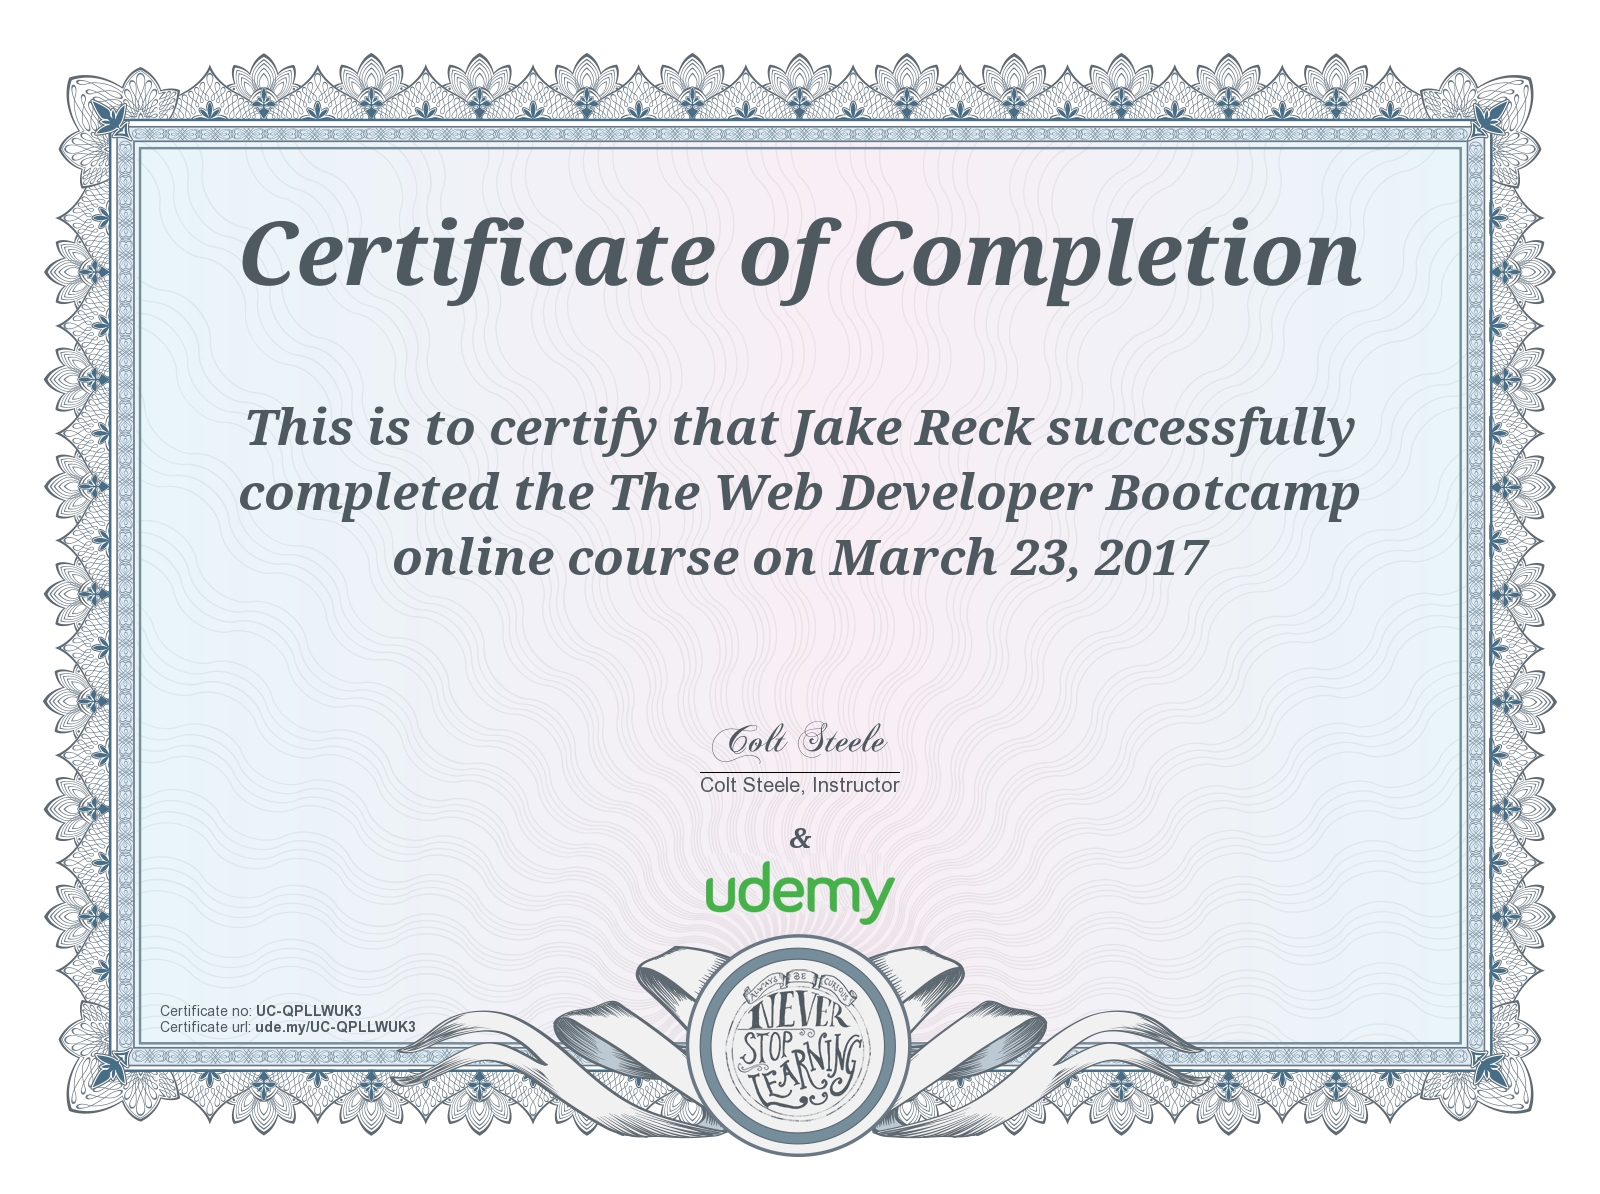 Certificate of Completion
This is to certify that Jake Reck successfully
completed the The Web Developer Bootcamp
online course on March 23, 2017
Colt Steele
Colt Steele, Instructor
&
udemy
Certificate no: UC-QPLLWUK3
Certificate url: ude.my/UC-QPLLWUK3
ALWAYS BE CURIOUS
NEVER
STOP
LEARNING